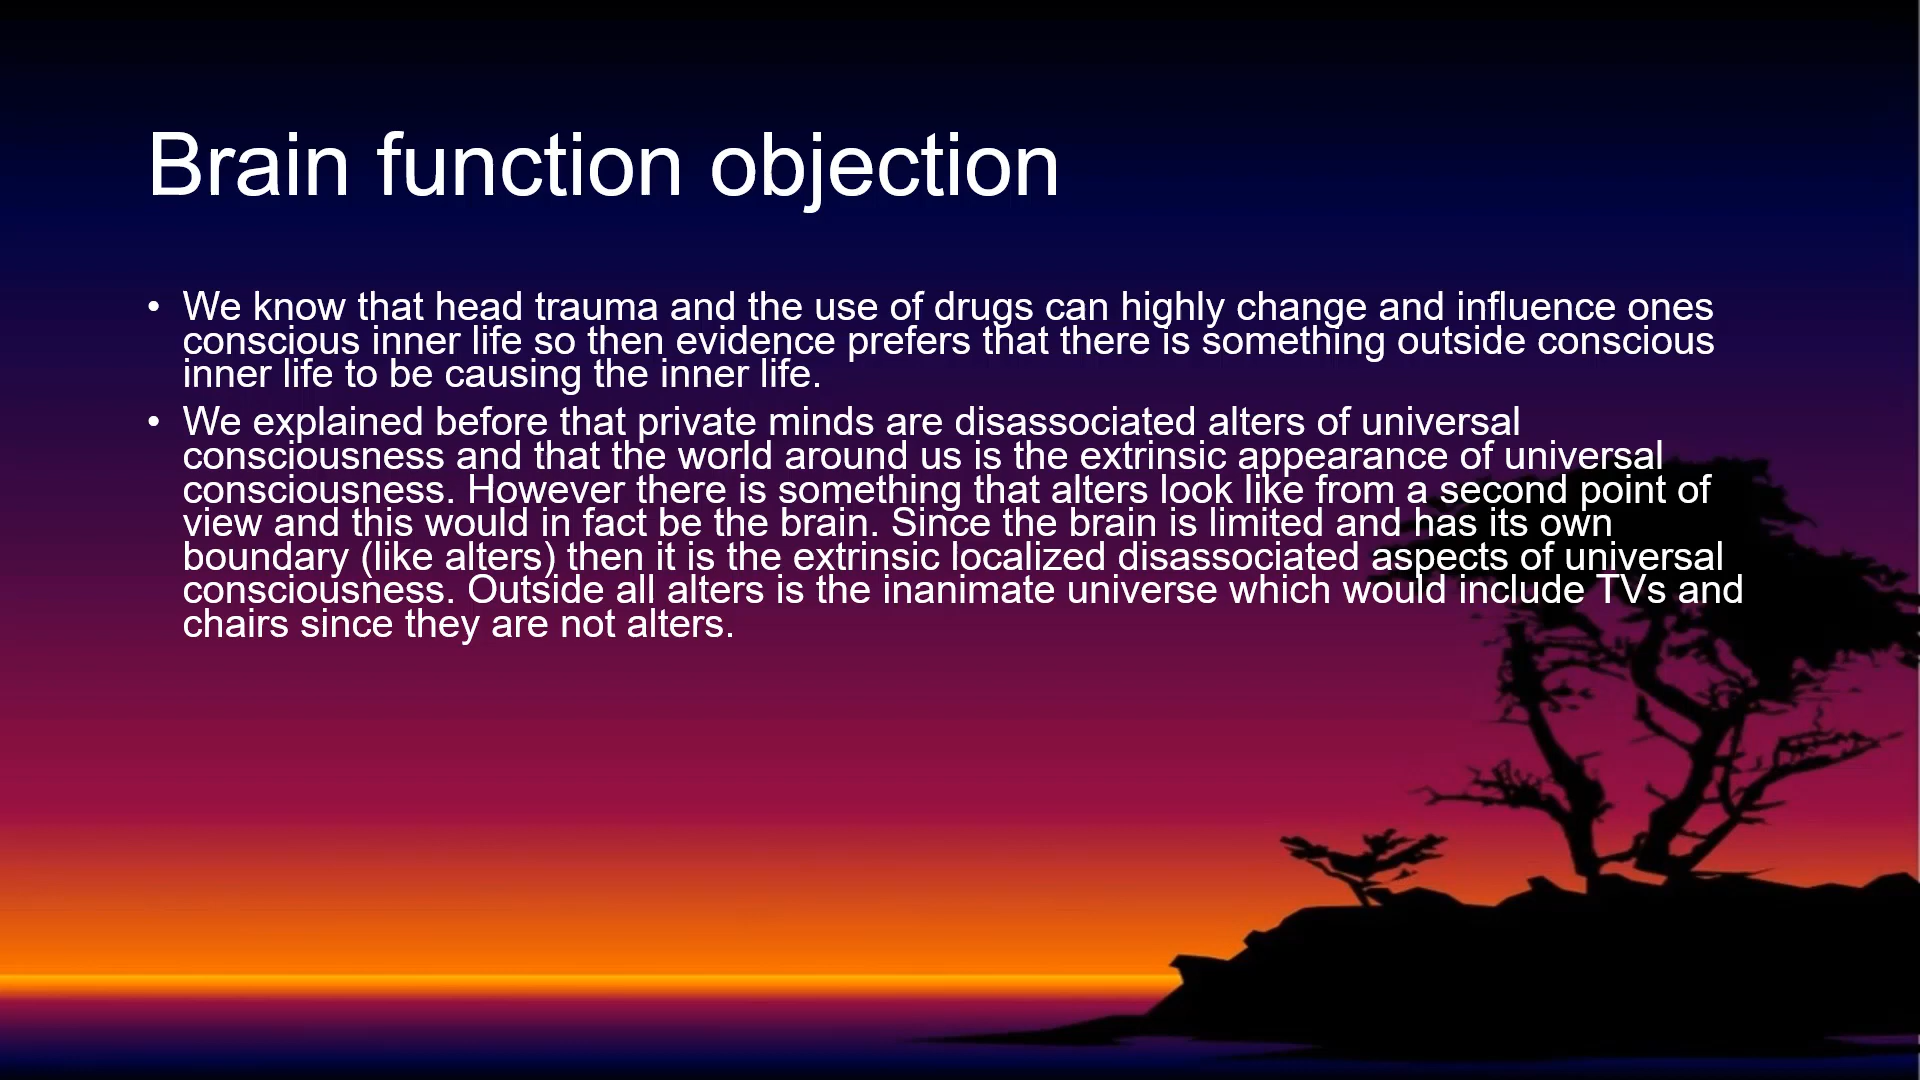 Brain function objection
• We know that head trauma and the use of drugs can highly change and influence ones
conscious inner life so then evidence prefers that there is something outside conscious
inner life to be causing the inner life.
• We explained before that private minds are disassociated alters of universal
consciousness and that the world around us is the extrinsic appearance of universal
consciousness. However there is something that alters look like from a second point of
view and this would in fact be the brain. Since the brain is limited and has its own
boundary (like alters) then it is the extrinsic localized disassociated aspects of universal
consciousness. Outside all alters is the inanimate universe which would include TVs and
chairs since they are not alters.